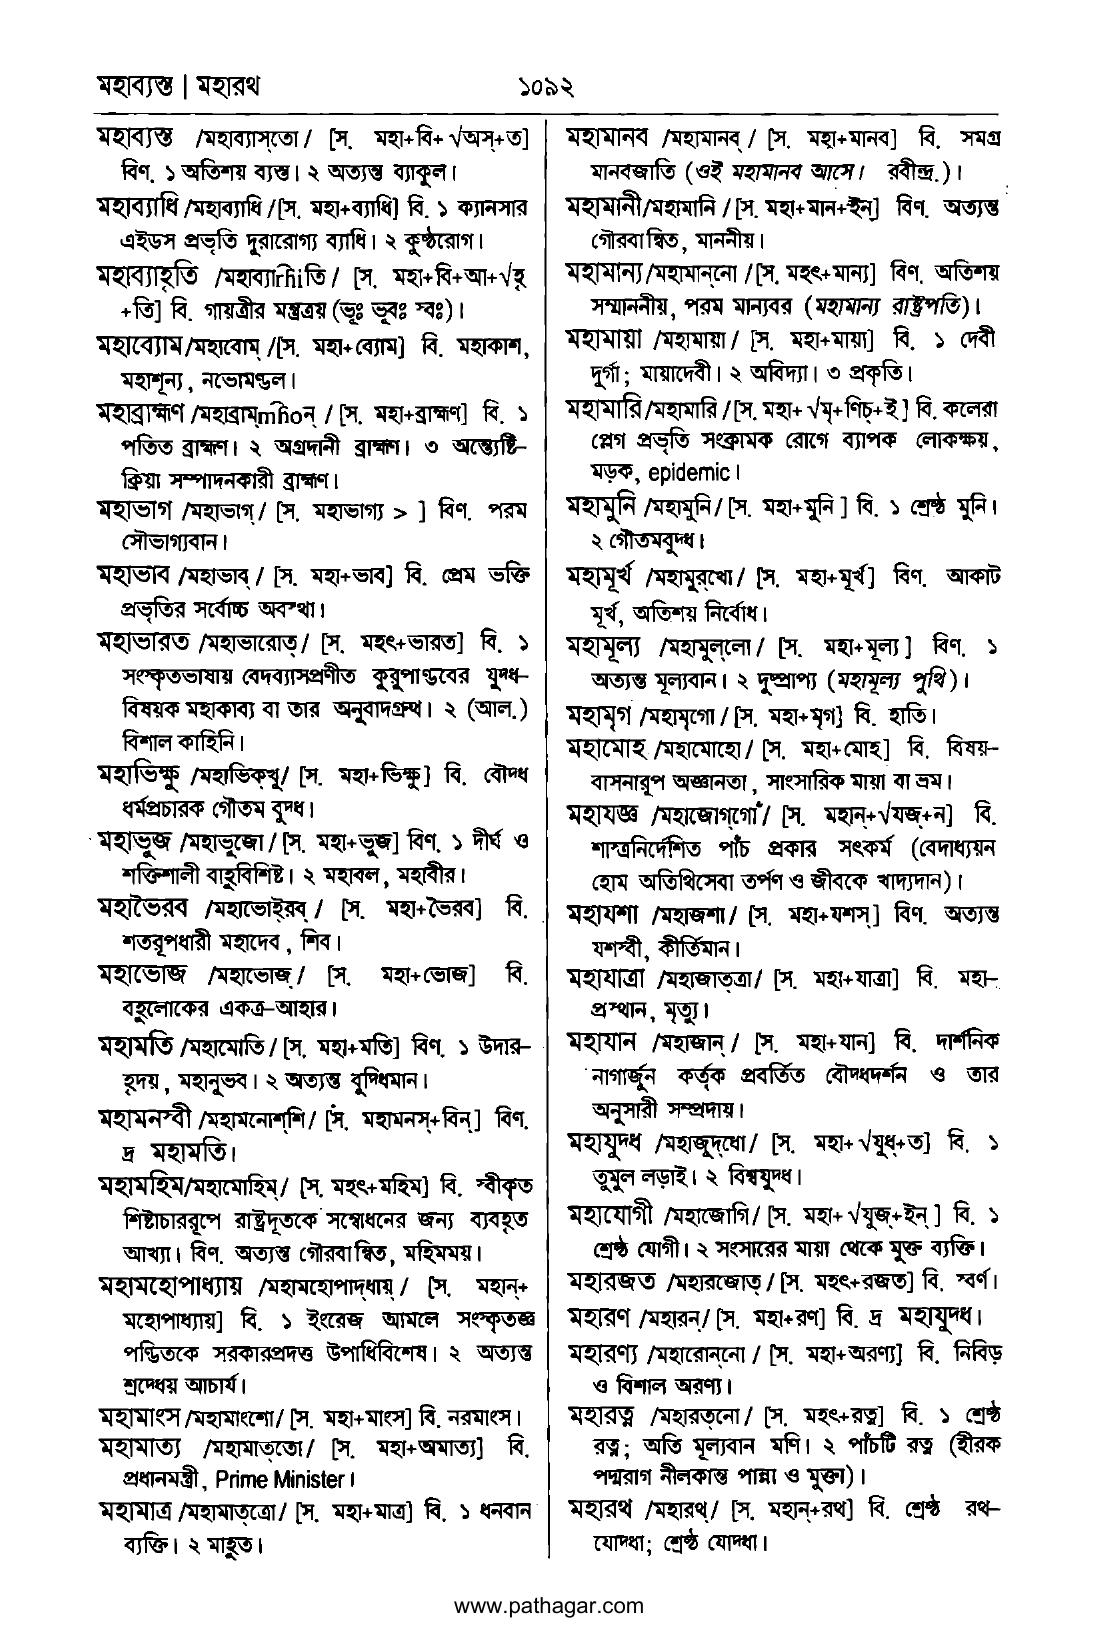 মহাব্যস্ত | মহারথ
১০৯২
মহাব্যস্ত /মহাব্যাস্‌তো/ [স. মহা+বি+√অস্‌+ত]
বিণ. ১ অতিশয় ব্যস্ত। ২ অত্যন্ত ব্যাকুল।
মহাব্যাধি /মহাব্যাধি /[স. মহা+ব্যাধি] বি. ১ ক্যানসার
এইডস প্রভৃতি দুরারোগ্য ব্যাধি। ২ কুষ্ঠরোগ।
মহাব্যাহৃতি /মহাব্যাr̂hiতি / [স. মহা+বি+আ+√হৃ
+তি] বি. গায়ত্রীর মন্ত্রত্রয় (ভূঃ ভূবঃ স্বঃ)।
মহাব্যোম/মহাবোম্ /[স. মহা+ব্যোম] বি. মহাকাশ,
মহাশূন্য, নভোমণ্ডল।
মহাব্রাহ্মণ /মহাব্রাম্‌m̂hoন্ / [স. মহা+ব্রাহ্মণ] বি. ১
পতিত ব্রাহ্মণ। ২ অগ্রদানী ব্রাহ্মণ। ৩ অন্ত্যেষ্টি-
ক্রিয়া সম্পাদনকারী ব্রাহ্মণ।
মহাভাগ /মহাভাগ্/ [স. মহাভাগ্য > ] বিণ. পরম
সৌভাগ্যবান।
মহাভাব /মহাভাব্ / [স. মহা+ভাব] বি. প্রেম ভক্তি
প্রভৃতির সর্বোচ্চ অবস্থা।
মহাভারত /মহাভারোত্/ [স. মহৎ+ভারত] বি. ১
সংস্কৃতভাষায় বেদব্যাসপ্রণীত কুরুপাণ্ডবের যুদ্ধ-
বিষয়ক মহাকাব্য বা তার অনুবাদগ্রন্থ। ২ (আল.)
বিশাল কাহিনি।
মহাভিক্ষু /মহাভিক্‌খু/ [স. মহা+ভিক্ষু] বি. বৌদ্ধ
ধর্মপ্রচারক গৌতম বুদ্ধ।
মহাভুজ /মহাভুজো / [স. মহা+ভুজ] বিণ. ১ দীর্ঘ ও
শক্তিশালী বাহুবিশিষ্ট। ২ মহাবল, মহাবীর।
মহাভৈরব /মহাভোই্‌রব্ / [স. মহা+ভৈরব] বি.
শতরূপধারী মহাদেব, শিব।
মহাভোজ /মহাভোজ্/ [স. মহা+ভোজ] বি.
বহুলোকের একত্র-আহার।
মহামতি /মহামোতি / [স. মহা+মতি] বিণ. ১ উদার-
হৃদয়, মহানুভব। ২ অত্যন্ত বুদ্ধিমান।
মহামনস্বী /মহামনোশ্‌শি/ [স. মহামনস্+বিন্] বিণ.
দ্র মহামতি।
মহামহিম/মহামোহিম্/ [স. মহৎ+মহিম] বি. স্বীকৃত
শিষ্টাচাররূপে রাষ্ট্রদূতকে সম্বোধনের জন্য ব্যবহৃত
আখ্যা। বিণ. অত্যন্ত গৌরবান্বিত, মহিমময়।
মহামহোপাধ্যায় /মহামহোপাদ্‌ধায়্ / [স. মহান্+
মহোপাধ্যায়] বি. ১ ইংরেজ আমলে সংস্কৃতজ্ঞ
পণ্ডিতকে সরকারপ্রদত্ত উপাধিবিশেষ। ২ অত্যন্ত
শ্রদ্ধেয় আচার্য।
মহামাংস /মহামাংশো/ [স. মহা+মাংস] বি. নরমাংস।
মহামাত্য /মহামাত্‌তো/ [স. মহা+অমাত্য] বি.
প্রধানমন্ত্রী, Prime Minister।
মহামাত্র /মহামাত্‌ত্রো/ [স. মহা+মাত্র] বি. ১ ধনবান
ব্যক্তি। ২ মাহুত।
মহামানব /মহামানব্ / [স. মহা+মানব] বি. সমগ্র
মানবজাতি (ওই মহামানব আসে। রবীন্দ্র.)।
মহামানী/মহামানি / [স. মহা+মান+ইন্] বিণ. অত্যন্ত
গৌরবান্বিত, মাননীয়।
মহামান্য/মহামান্‌নো /[স. মহৎ+মান্য] বিণ. অতিশয়
সম্মাননীয়, পরম মান্যবর (মহামান্য রাষ্ট্রপতি)।
মহামায়া /মহামায়া / [স. মহা+মায়া] বি. ১ দেবী
দুর্গা; মায়াদেবী। ২ অবিদ্যা। ৩ প্রকৃতি।
মহামারি /মহামারি / [স. মহা+ √মৃ+ণিচ্+ই] বি. কলেরা
প্লেগ প্রভৃতি সংক্রামক রোগে ব্যাপক লোকক্ষয়,
মড়ক, epidemic।
মহামুনি /মহামুনি / [স. মহা+মুনি ] বি. ১ শ্রেষ্ঠ মুনি।
২ গৌতমবুদ্ধ।
মহামূর্খ /মহামুর্‌খো/ [স. মহা+মূর্খ] বিণ. আকাট
মূর্খ, অতিশয় নির্বোধ।
মহামূল্য /মহামুল্‌লো/ [স. মহা+মূল্য ] বিণ. ১
অত্যন্ত মূল্যবান। ২ দুষ্প্রাপ্য (মহামূল্য পুথি)।
মহামৃগ /মহামৃগো / [স. মহা+মৃগ] বি. হাতি।
মহামোহ /মহামোহো / [স. মহা+মোহ] বি. বিষয়-
বাসনারূপ অজ্ঞানতা, সাংসারিক মায়া বা ভ্রম।
মহাযজ্ঞ /মহাজোগ্‌গোঁ/ [স. মহান্+√যজ্+ন] বি.
শাস্ত্রনির্দেশিত পাঁচ প্রকার সৎকর্ম (বেদাধ্যয়ন
হোম অতিথিসেবা তর্পণ ও জীবকে খাদ্যদান)।
মহাযশা /মহাজশা/ [স. মহা+যশস্] বিণ. অত্যন্ত
যশস্বী, কীর্তিমান।
মহাযাত্রা /মহাজাত্‌ত্রা/ [স. মহা+যাত্রা] বি. মহা-
প্রস্থান, মৃত্যু।
মহাযান /মহাজান্ / [স. মহা+যান] বি. দার্শনিক
নাগার্জুন কর্তৃক প্রবর্তিত বৌদ্ধদর্শন ও তার
অনুসারী সম্প্রদায়।
মহাযুদ্ধ /মহাজুদ্‌ধো/ [স. মহা+ √যুধ্+ত] বি. ১
তুমুল লড়াই। ২ বিশ্বযুদ্ধ।
মহাযোগী /মহাজোগি/ [স. মহা+ √যুজ্+ইন্ ] বি. ১
শ্রেষ্ঠ যোগী। ২ সংসারের মায়া থেকে মুক্ত ব্যক্তি।
মহারজত /মহারজোত্/ [স. মহৎ+রজত] বি. স্বর্ণ।
মহারণ /মহারন্/ [স. মহা+রণ] বি. দ্র মহাযুদ্ধ।
মহারণ্য /মহারোন্‌নো / [স. মহা+অরণ্য] বি. নিবিড়
ও বিশাল অরণ্য।
মহারত্ন /মহারত্‌নো / [স. মহৎ+রত্ন] বি. ১ শ্রেষ্ঠ
রত্ন; অতি মূল্যবান মণি। ২ পাঁচটি রত্ন (হীরক
পদ্মরাগ নীলকান্ত পান্না ও মুক্তা)।
মহারথ /মহারথ্/ [স. মহান্+রথ] বি. শ্রেষ্ঠ রথ-
যোদ্ধা; শ্রেষ্ঠ যোদ্ধা।
www.pathagar.com